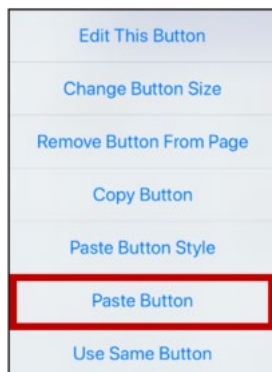 Edit This Button
Change Button Size
Remove Button From Page
Copy Button
Paste Button Style
Paste Button
Use Same Button